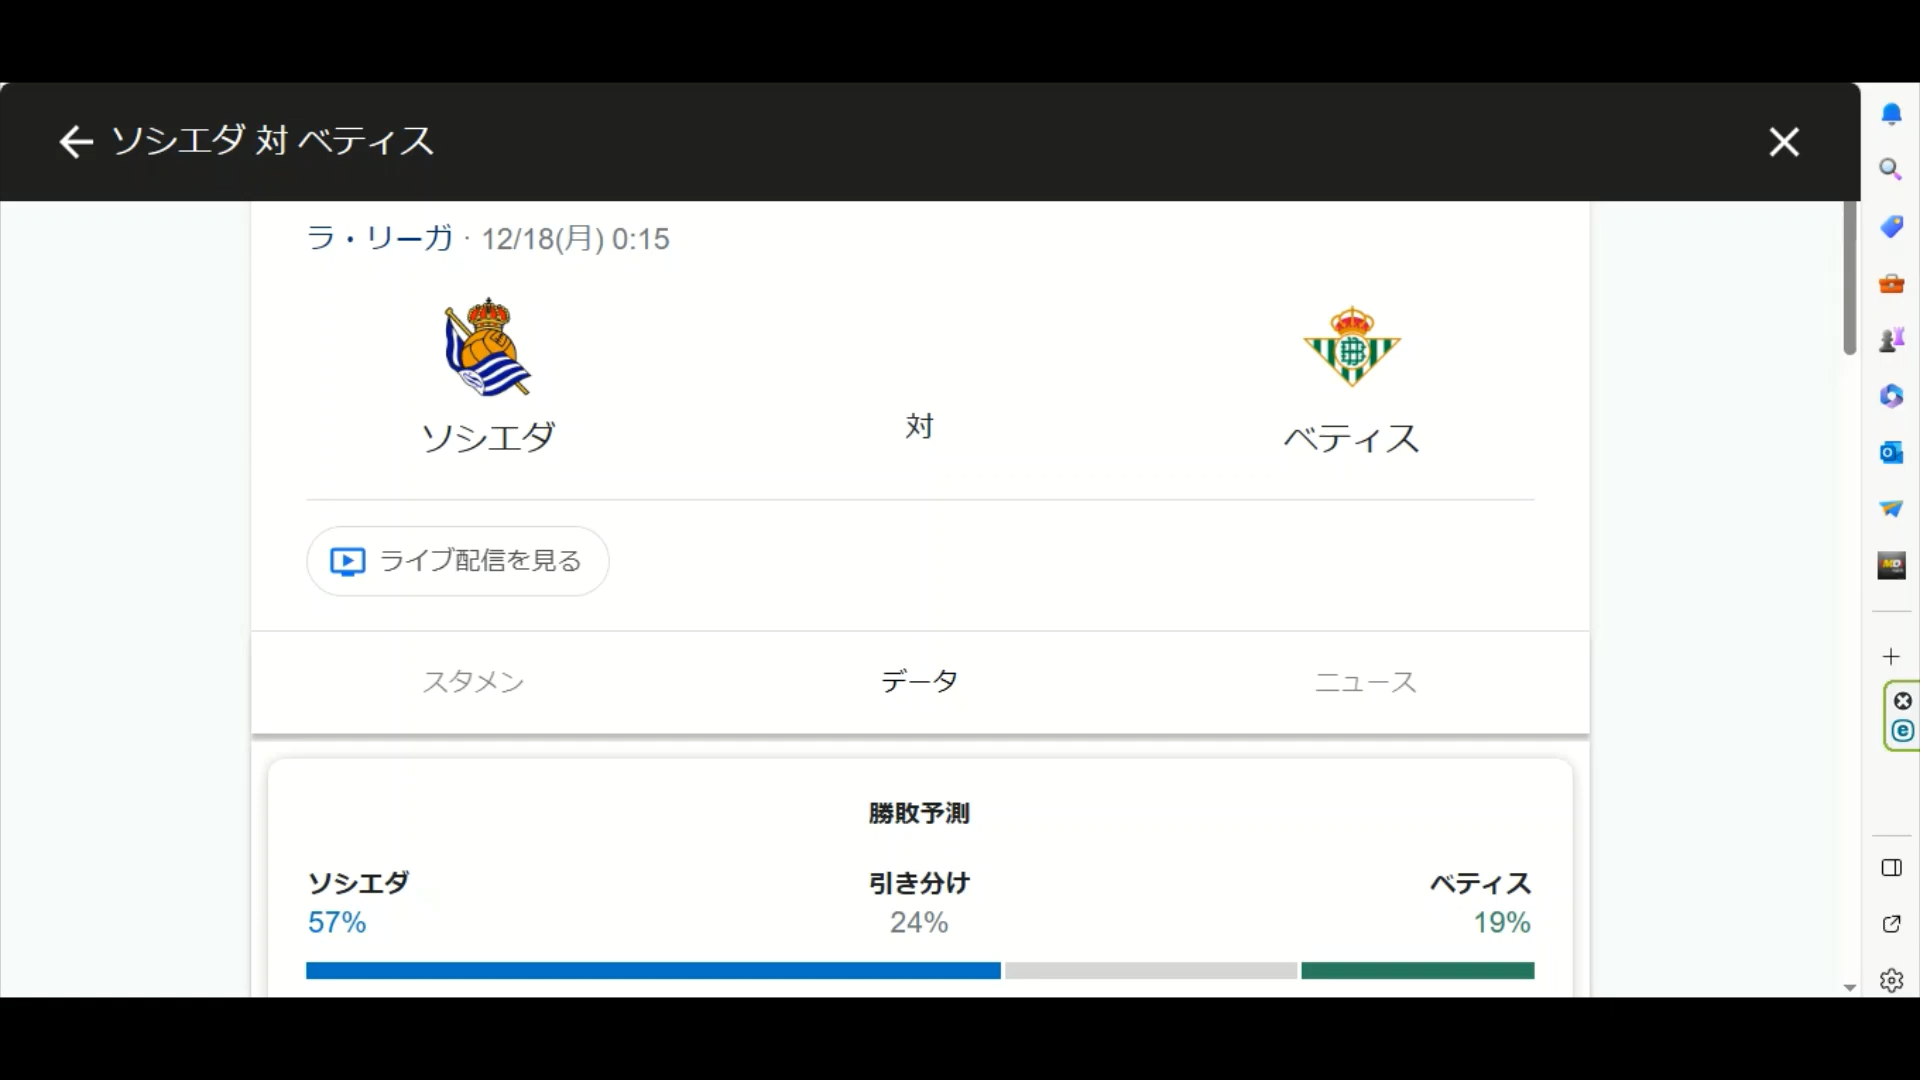 ソシエダ 対 ベティス
ラ・リーガ · 12/18(月) 0:15
ソシエダ
対
ベティス
ライブ配信を見る
スタメン
データ
ニュース
勝敗予測
ソシエダ
引き分け
ベティス
57%
24%
19%